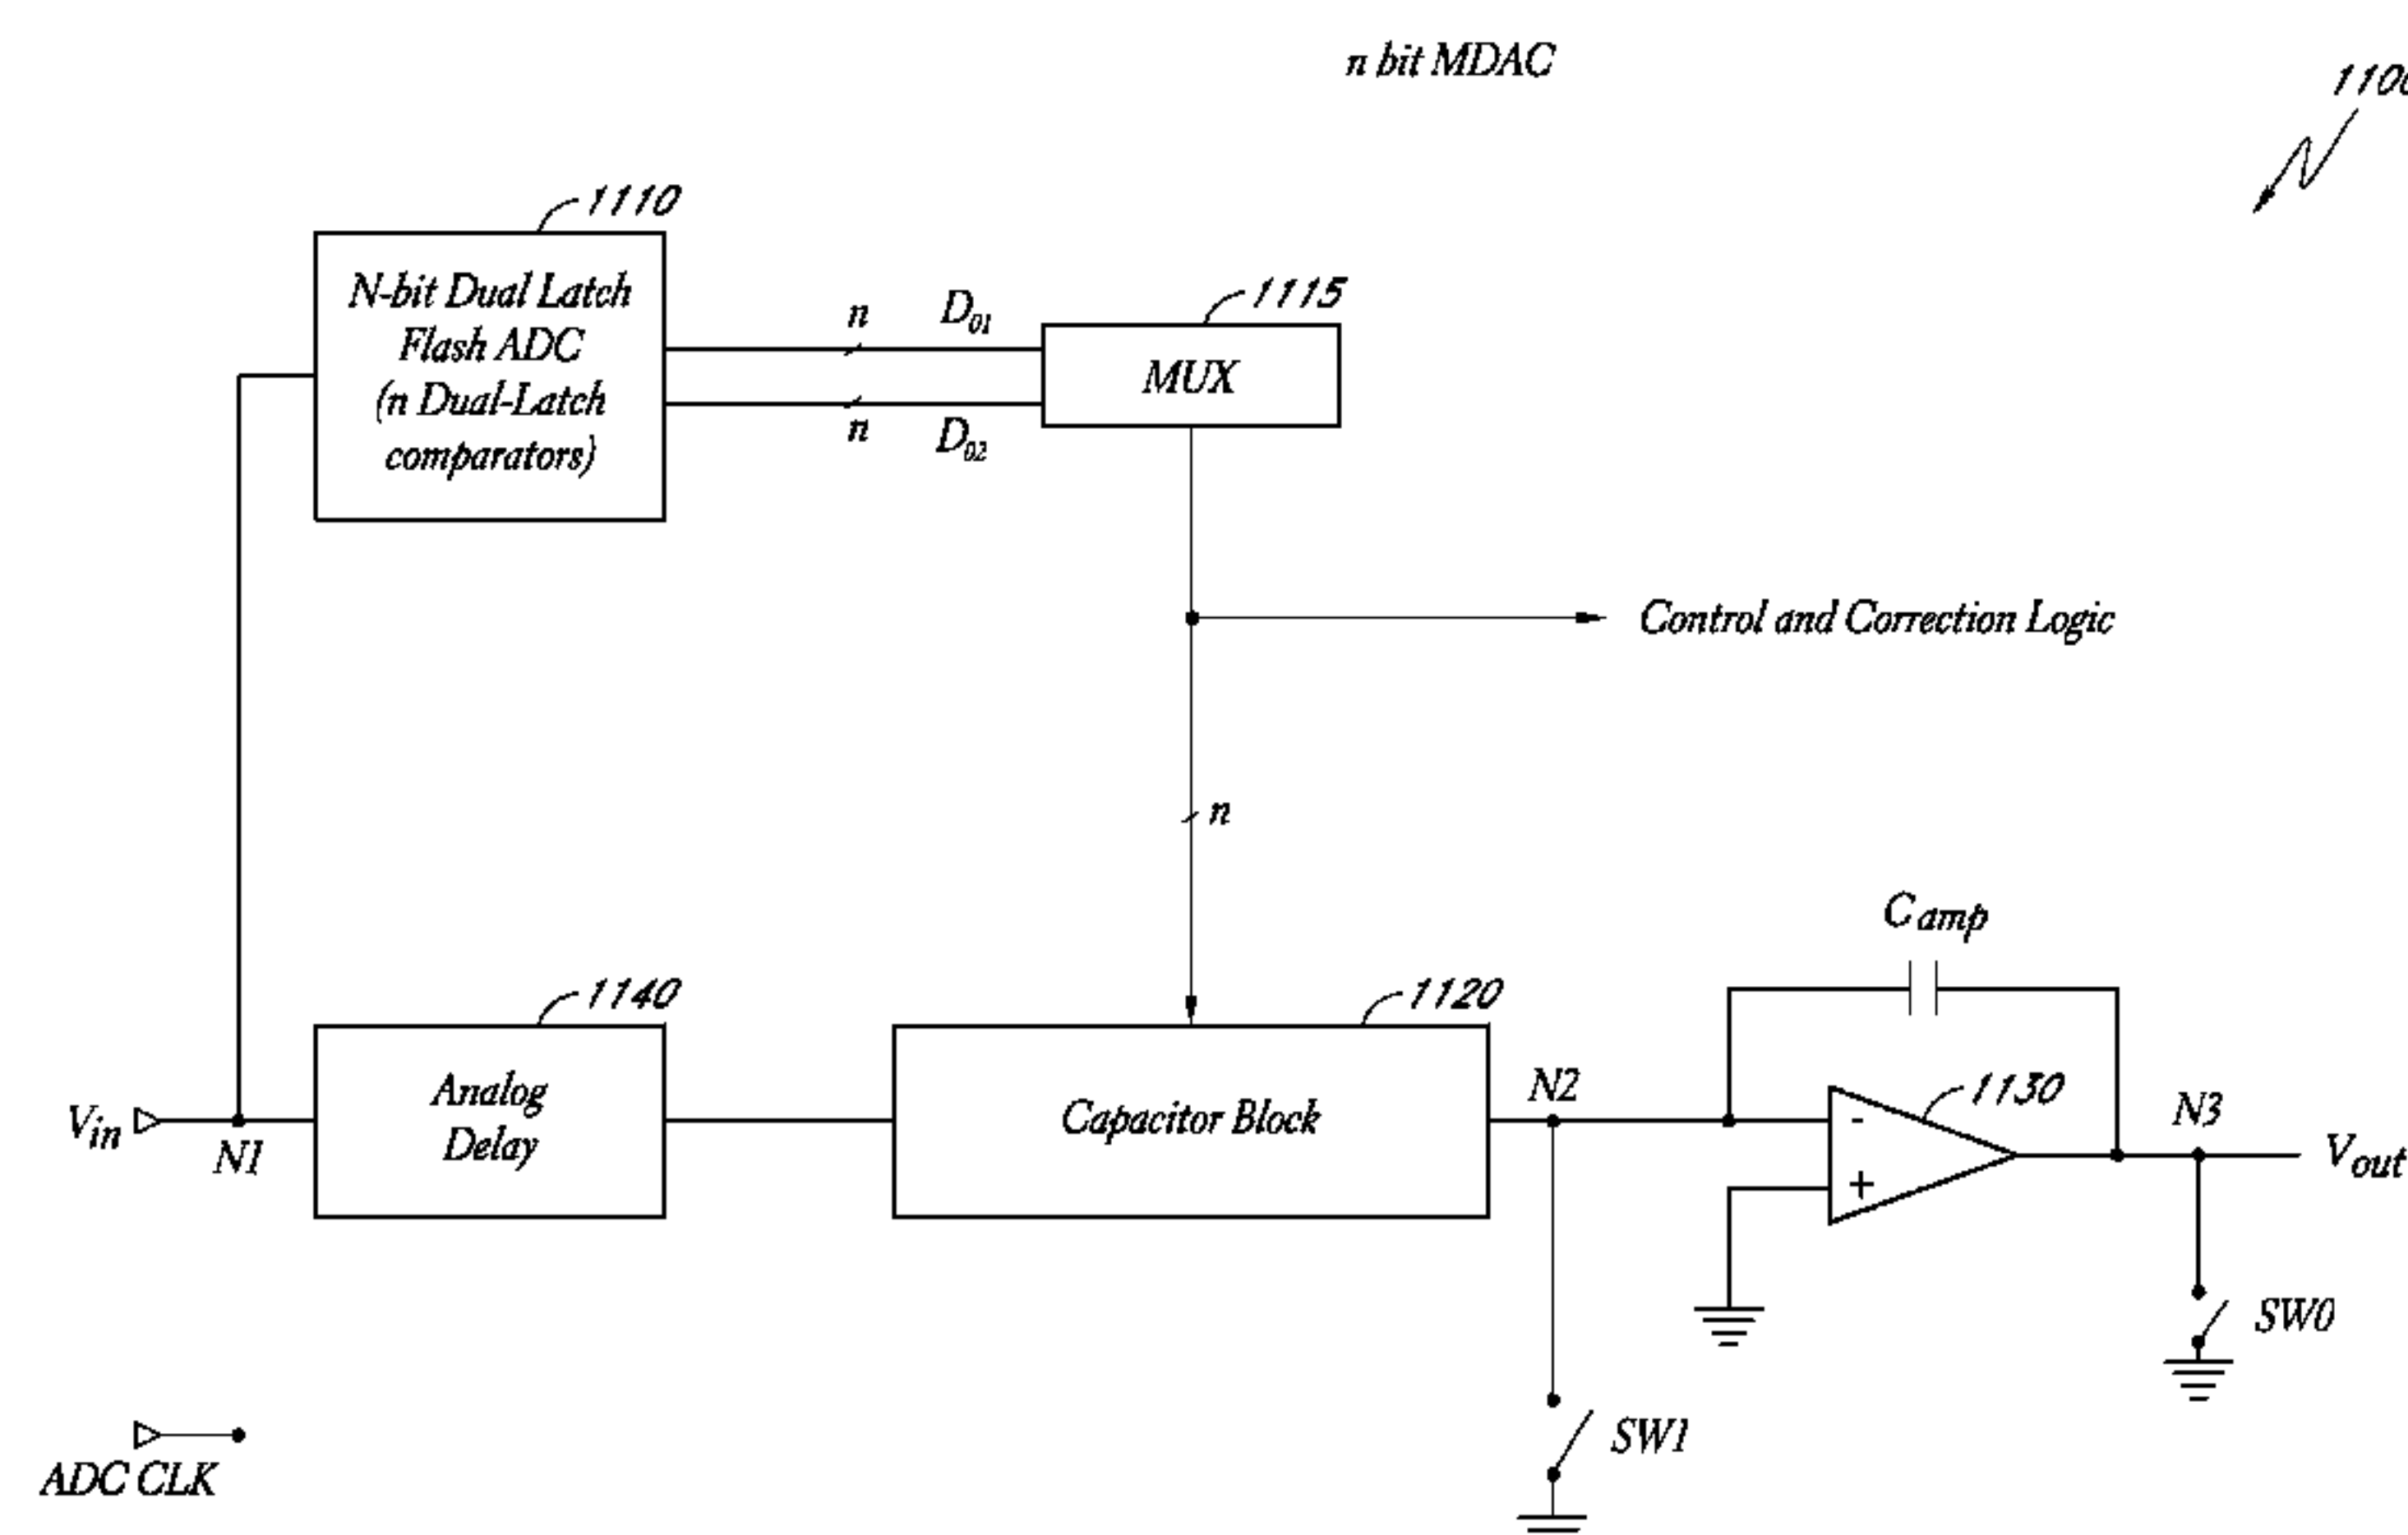 n bit MDAC
1100
1110
N-bit Dual Latch
Flash ADC
(n Dual-Latch
comparators)
n
D01
n
D02
1115
MUX
Control and Correction Logic
n
Camp
1140
Analog
Delay
1120
Capacitor Block
Vin
N1
N2
1130
-
+
N3
Vout
SW0
SW1
ADC CLK